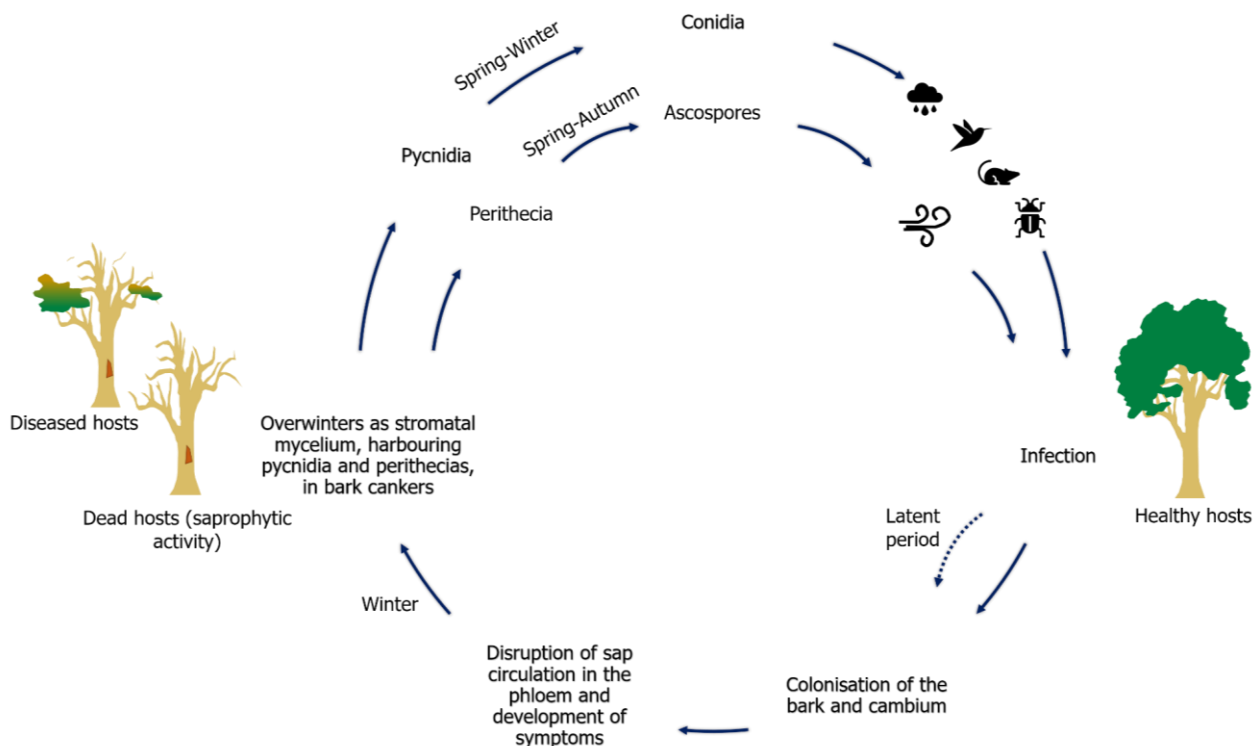 Conidia
Spring-Winter
Ascospores
Spring-Autumn
Pycnidia
Perithecia
Diseased hosts
Overwinters as stromatal
mycelium, harbouring
pycnidia and perithecias,
in bark cankers
Dead hosts (saprophytic
activity)
Infection
Healthy hosts
Latent
period
Winter
Disruption of sap
circulation in the
phloem and
development of
symptoms
Colonisation of the
bark and cambium